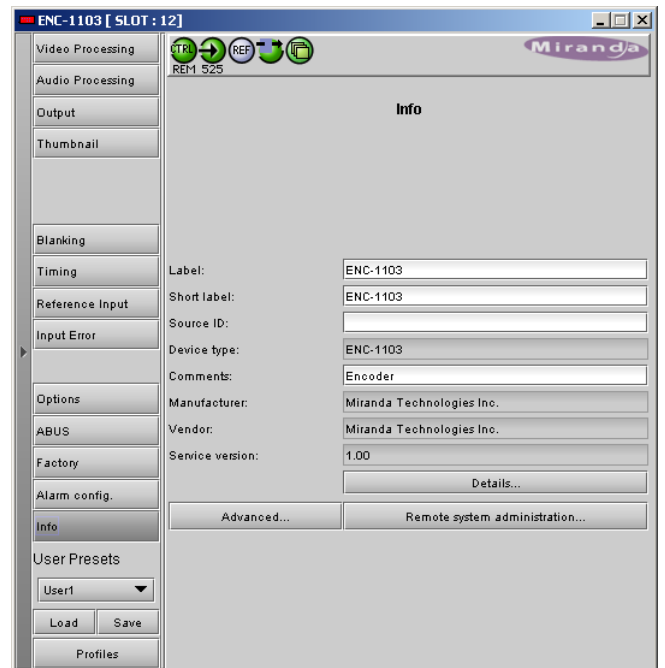 ENC-1103 [ SLOT : 12]
Video Processing
Audio Processing
Output
Thumbnail
Blanking
Timing
Reference Input
Input Error
Options
ABUS
Factory
Alarm config.
Info
User Presets
User1
Load Save
Profiles
CTRL REF
REM 525
Miranda
Info
Label: ENC-1103
Short label: ENC-1103
Source ID:
Device type: ENC-1103
Comments: Encoder
Manufacturer: Miranda Technologies Inc.
Vendor: Miranda Technologies Inc.
Service version: 1.00
Details...
Advanced... Remote system administration...